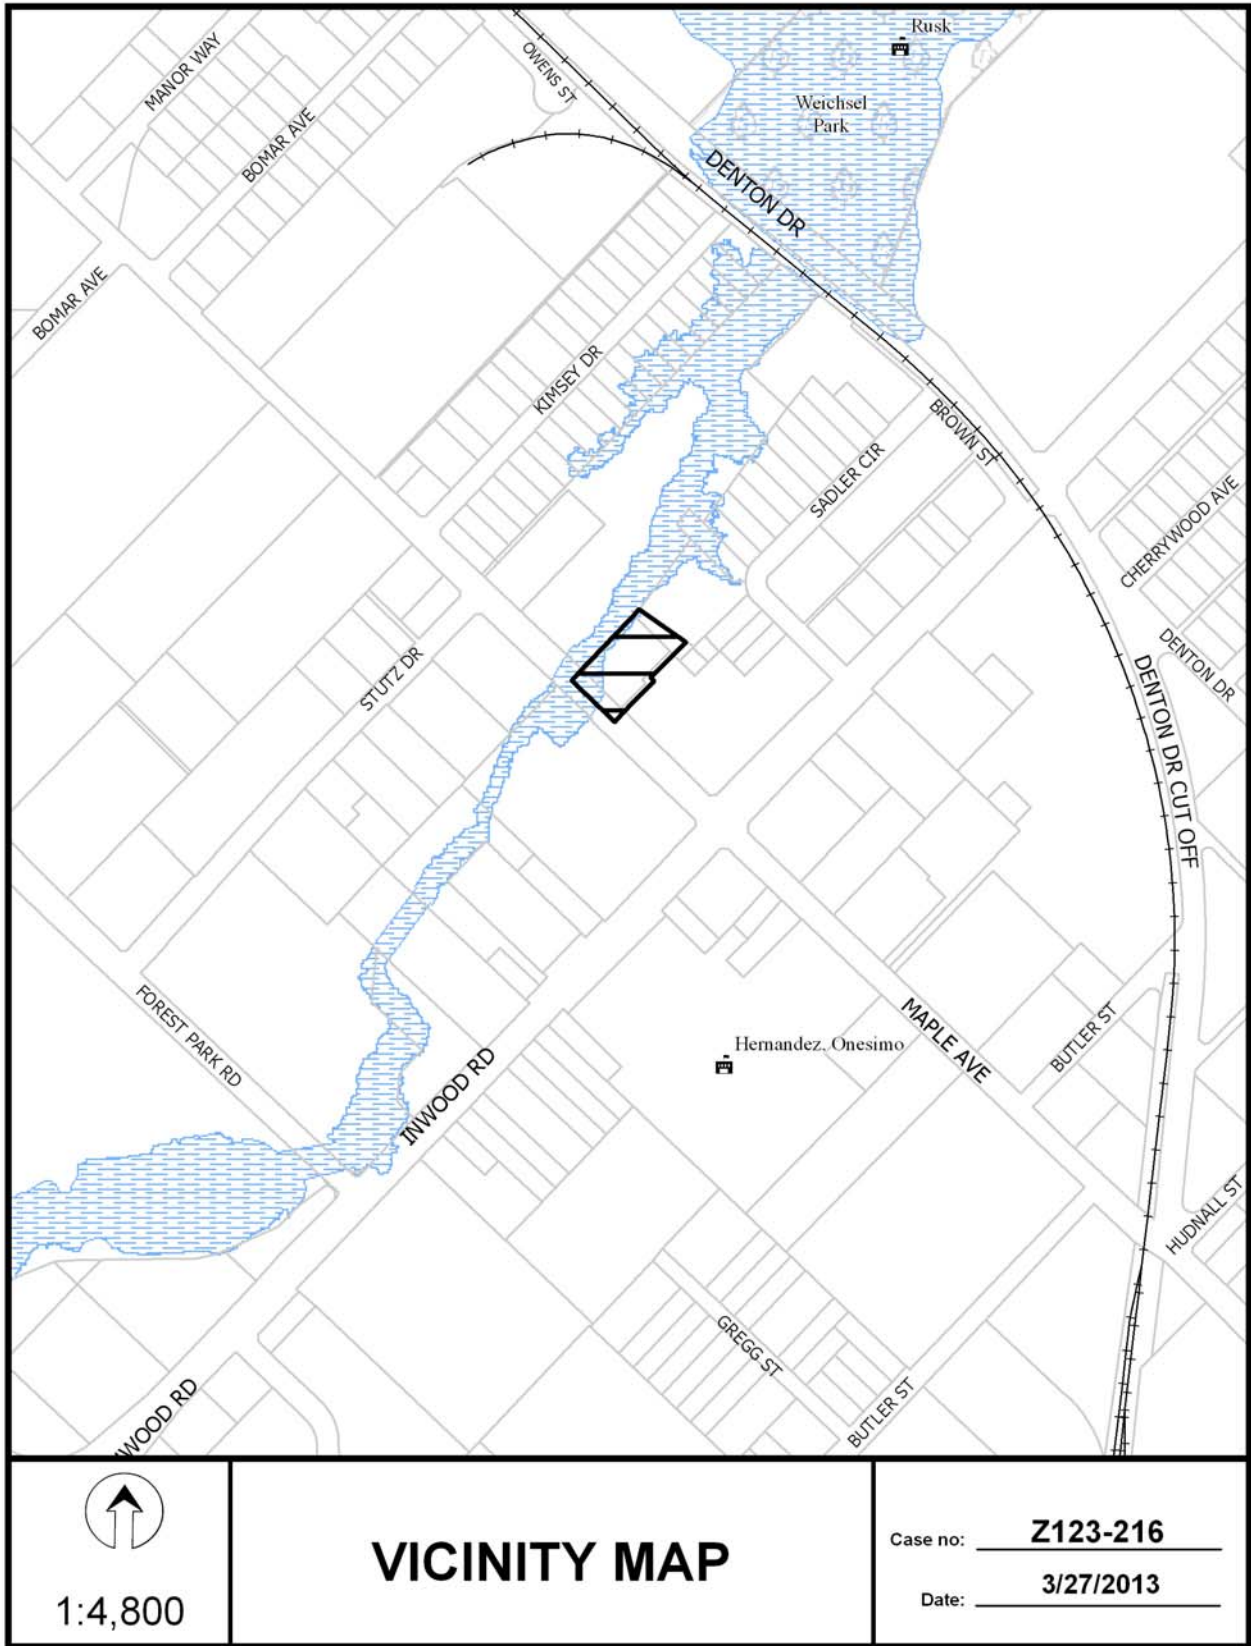 Rusk
MANOR WAY
OWENS ST
BOMAR AVE
Weichsel
Park
DENTON DR
BOMAR AVE
KIMSEY DR
BROWN ST
SADLER CIR
CHERRYWOOD AVE
DENTON DR
STUTZ DR
DENTON DR CUT OFF
FOREST PARK RD
MAPLE AVE
BUTLER ST
Hernandez, Onesimo
INWOOD RD
HUDNALL ST
GREGG ST
BUTLER ST
WOOD RD
1:4,800
VICINITY MAP
Case no: Z123-216
Date: 3/27/2013